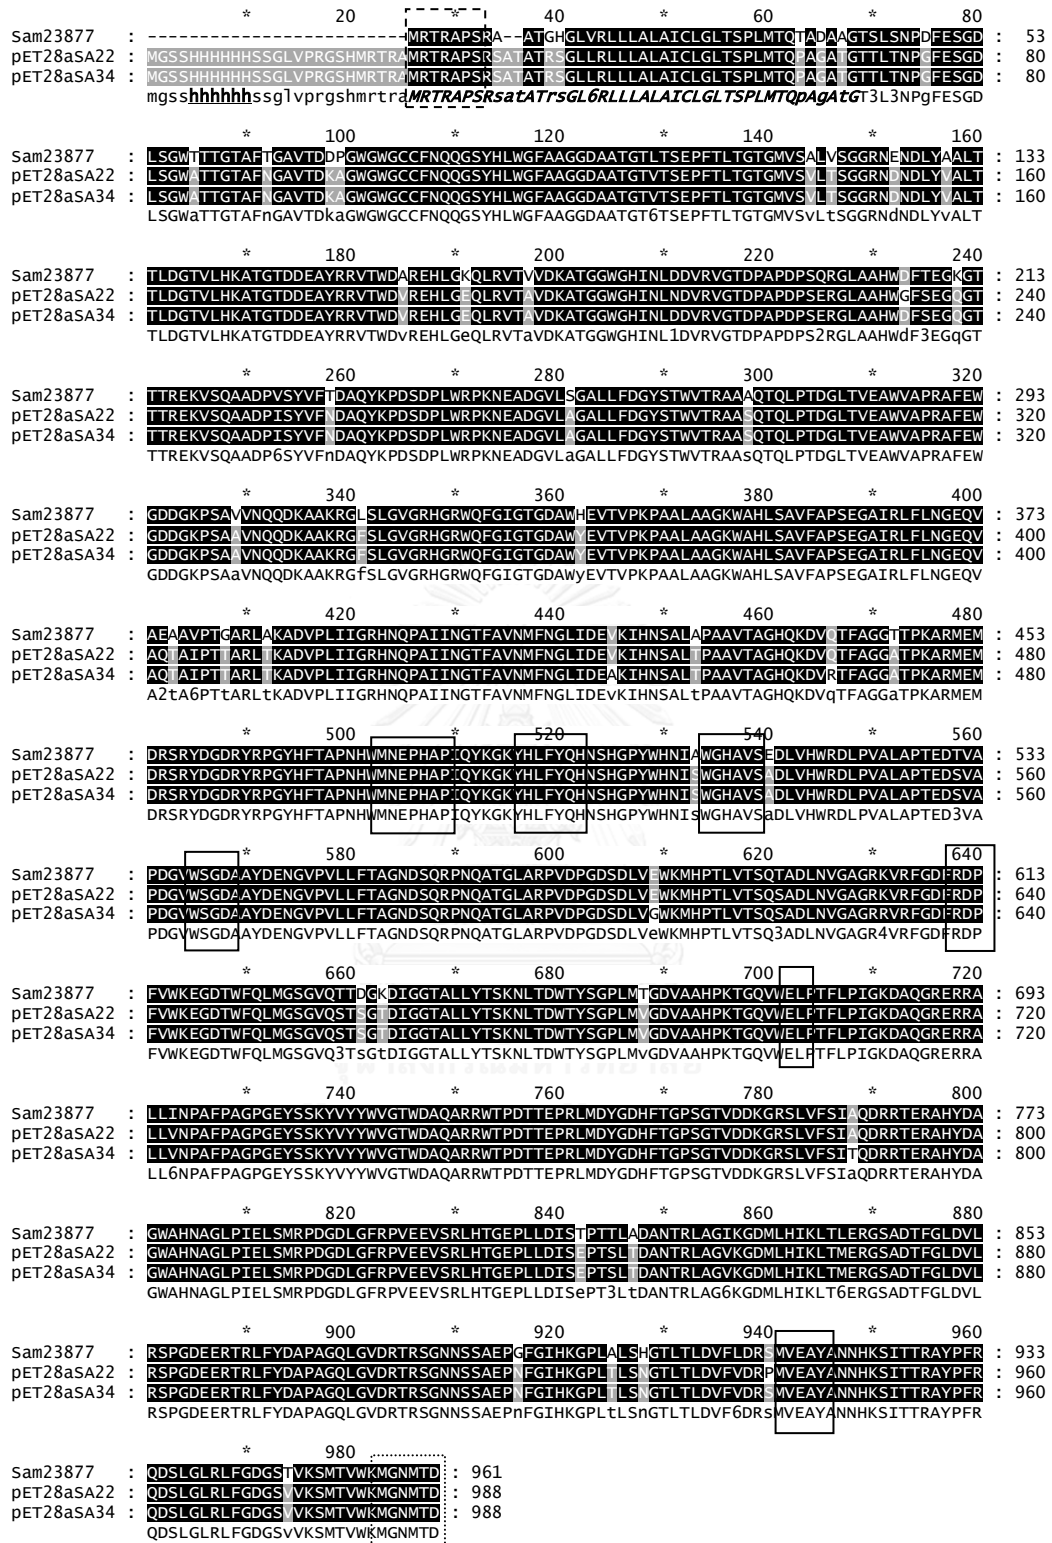 * 20 * 40 * 60 * 80
Sam23877 : ---------------------------MRTRAPSRA--ATGHGLVRLLLALAICLGLTSPLMTQTADAAGTSLSNPDFESGD : 53
pET28aSA22 : MGSSHHHHHHSSGLVPRGSHMRTRAMRTRAPSRSATATRSGLLRLLLALAICLGLTSPLMTQPAGATGTTLTNPGFESGD : 80
pET28aSA34 : MGSSHHHHHHSSGLVPRGSHMRTRAMRTRAPSRSATATRSGLIRLLLALAICLGLTSPLMTQPAGATGTTLTNPGFESGD : 80
mgsshhhhhhssglvprgshmrtraMRTRAPSRsatATrsGL6RLLLALAICLGLTSPLMTQpAgAtGT3L3NPgFESGD
* 100 * 120 * 140 * 160
Sam23877 : LSGWTTTGTAFTGAVTDDPGWGWGCCFNQQGSYHLWGFAAGGDAATGTLTSEPFTLTGTGMVSALVSGGRNENDLYAALT : 133
pET28aSA22 : LSGWATTGTAFNGAVTDKAGWGWGCCFNQQGSYHLWGFAAGGDAATGTVTSEPFTLTGTGMVSVLTSGGRNDNDLYVALT : 160
pET28aSA34 : LSGWATTGTAFNGAVTDKAGWGWGCCFNQQGSYHLWGFAAGGDAATGTVTSEPFTLTGTGMVSVLTSGGRNDNDLYVALT : 160
LSGWaTTGTAFnGAVTDkaGWGWGCCFNQQGSYHLWGFAAGGDAATGT6TSEPFTLTGTGMVSvLtSGGRNdNDLYvALT
* 180 * 200 * 220 * 240
Sam23877 : TLDGTVLHKATGTDDEAYRRVTWDAREHLGKQLRVTVVDKATGGWGHINLDDVRVGTDPAPDPSQRGLAAHWDFTEGKGT : 213
pET28aSA22 : TLDGTVLHKATGTDDEAYRRVTWDVREHLGEQLRVTAVDKATGGWGHINLNDVRVGTDPAPDPSERGLAAHWGFSEGQGT : 240
pET28aSA34 : TLDGTVLHKATGTDDEAYRRVTWDVREHLGEQLRVTAVDKATGGWGHINLDDVRVGTDPAPDPSERGLAAHWDFSEGQGT : 240
TLDGTVLHKATGTDDEAYRRVTWDvREHLGeQLRVTaVDKATGGWGHINL1DVRVGTDPAPDPS2RGLAAHWdF3EGqGT
* 260 * 280 * 300 * 320
Sam23877 : TTREKVSQAADPVSYVFTDAQYKPDSDPLWRPKNEADGVLSGALLFDGYSTWVTRAAAQTQLPTDGLTVEAWVAPRAFEW : 293
pET28aSA22 : TTREKVSQAADPISYVFNDAQYKPDSDPLWRPKNEADGVLAGALLFDGYSTWVTRAASQTQLPTDGLTVEAWVAPRAFEW : 320
pET28aSA34 : TTREKVSQAADPISYVFNDAQYKPDSDPLWRPKNEADGVLAGALLFDGYSTWVTRAASQTQLPTDGLTVEAWVAPRAFEW : 320
TTREKVSQAADP6SYVFnDAQYKPDSDPLWRPKNEADGVLaGALLFDGYSTWVTRAAsQTQLPTDGLTVEAWVAPRAFEW
* 340 * 360 * 380 * 400
Sam23877 : GDDGKPSAVVNQQDKAAKRGLSLGVGRHGRWQFGIGTGDAWHEVTVPKPAALAAGKWAHLSAVFAPSEGAIRLFLNGEQV : 373
pET28aSA22 : GDDGKPSAAVNQQDKAAKRGFSLGVGRHGRWQFGIGTGDAWYEVTVPKPAALAAGKWAHLSAVFAPSEGAIRLFLNGEQV : 400
pET28aSA34 : GDDGKPSAAVNQQDKAAKRGFSLGVGRHGRWQFGIGTGDAWYEVTVPKPAALAAGKWAHLSAVFAPSEGAIRLFLNGEQV : 400
GDDGKPSAaVNQQDKAAKRGfSLGVGRHGRWQFGIGTGDAWyEVTVPKPAALAAGKWAHLSAVFAPSEGAIRLFLNGEQV
* 420 * 440 * 460 * 480
Sam23877 : AEAAVPTGARLAKADVPLIIGRHNQPAIINGTFAVNMFNGLIDEVKIHNSALAPAAVTAGHQKDVQTFAGGTTPKARMEM : 453
pET28aSA22 : AQTAIPTTARLTKADVPLIIGRHNQPAIINGTFAVNMFNGLIDEVKIHNSALTPAAVTAGHQKDVQTFAGGATPKARMEM : 480
pET28aSA34 : AQTAIPTTARLTKADVPLIIGRHNQPAIINGTFAVNMFNGLIDEAKIHNSALTPAAVTAGHQKDVRTFAGGATPKARMEM : 480
A2tA6PTtARLtKADVPLIIGRHNQPAIINGTFAVNMFNGLIDEvKIHNSALtPAAVTAGHQKDVqTFAGGaTPKARMEM
* 500 * 520 * 540 * 560
Sam23877 : DRSRYDGDRYRPGYHFTAPNHWMNEPHAPIQYKGKYHLFYQHNSHGPYWHNIAWGHAVSEDLVHWRDLPVALAPTEDTVA : 533
pET28aSA22 : DRSRYDGDRYRPGYHFTAPNHWMNEPHAPIQYKGKYHLFYQHNSHGPYWHNISWGHAVSADLVHWRDLPVALAPTEDSVA : 560
pET28aSA34 : DRSRYDGDRYRPGYHFTAPNHWMNEPHAPIQYKGKYHLFYQHNSHGPYWHNISWGHAVSADLVHWRDLPVALAPTEDSVA : 560
DRSRYDGDRYRPGYHFTAPNHWMNEPHAPIQYKGKYHLFYQHNSHGPYWHNIsWGHAVSaDLVHWRDLPVALAPTED3VA
* 580 * 600 * 620 * 640
Sam23877 : PDGVWSGDAAYDENGVPVLLFTAGNDSQRPNQATGLARPVDPGDSDLVEWKMHPTLVTSQTADLNVGAGRKVRFGDFRDP : 613
pET28aSA22 : PDGVWSGDAAYDENGVPVLLFTAGNDSQRPNQATGLARPVDPGDSDLVEWKMHPTLVTSQSADLNVGAGRKVRFGDFRDP : 640
pET28aSA34 : PDGVWSGDAAYDENGVPVLLFTAGNDSQRPNQATGLARPVDPGDSDLVGWKMHPTLVTSQSADLNVGAGRRVRFGDFRDP : 640
PDGVWSGDAAYDENGVPVLLFTAGNDSQRPNQATGLARPVDPGDSDLVeWKMHPTLVTSQ3ADLNVGAGR4VRFGDFRDP
* 660 * 680 * 700 * 720
Sam23877 : FVWKEGDTWFQLMGSGVQTTDGKDIGGTALLYTSKNLTDWTYSGPLMTGDVAAHPKTGQVWELPTFLPIGKDAQGRERRA : 693
pET28aSA22 : FVWKEGDTWFQLMGSGVQSTSGTDIGGTALLYTSKNLTDWTYSGPLMVGDVAAHPKTGQVWELPTFLPIGKDAQGRERRA : 720
pET28aSA34 : FVWKEGDTWFQLMGSGVQSTSGTDIGGTALLYTSKNLTDWTYSGPLMVGDVAAHPKTGQVWELPTFLPIGKDAQGRERRA : 720
FVWKEGDTWFQLMGSGVQ3TsGtDIGGTALLYTSKNLTDWTYSGPLMvGDVAAHPKTGQVWELPTFLPIGKDAQGRERRA
* 740 * 760 * 780 * 800
Sam23877 : LLINPAFPAGPGEYSSKYVYYWVGTWDAQARRWTPDTTEPRLMDYGDHFTGPSGTVDDKGRSLVFSIAQDRRTERAHYDA : 773
pET28aSA22 : LLVNPAFPAGPGEYSSKYVYYWVGTWDAQARRWTPDTTEPRLMDYGDHFTGPSGTVDDKGRSLVFSIAQDRRTERAHYDA : 800
pET28aSA34 : LLVNPAFPAGPGEYSSKYVYYWVGTWDAQARRWTPDTTEPRLMDYGDHFTGPSGTVDDKGRSLVFSITQDRRTERAHYDA : 800
LL6NPAFPAGPGEYSSKYVYYWVGTWDAQARRWTPDTTEPRLMDYGDHFTGPSGTVDDKGRSLVFSIaQDRRTERAHYDA
* 820 * 840 * 860 * 880
Sam23877 : GWAHNAGLPIELSMRPDGDLGFRPVEEVSRLHTGEPLLDISTPTTLADANTRLAGIKGDMLHIKLTLERGSADTFGLDVL : 853
pET28aSA22 : GWAHNAGLPIELSMRPDGDLGFRPVEEVSRLHTGEPLLDISEPTSLTDANTRLAGVKGDMLHIKLTMERGSADTFGLDVL : 880
pET28aSA34 : GWAHNAGLPIELSMRPDGDLGFRPVEEVSRLHTGEPLLDISEPTSLTDANTRLAGVKGDMLHIKLTMERGSADTFGLDVL : 880
GWAHNAGLPIELSMRPDGDLGFRPVEEVSRLHTGEPLLDISePT3LtDANTRLAG6KGDMLHIKLT6ERGSADTFGLDVL
* 900 * 920 * 940 * 960
Sam23877 : RSPGDEERTRLFYDAPAGQLGVDRTRSGNNSSAEPGFGIHKGPLALSHGTLTLDVFLDRSMVEAYANNHKSITTRAYPFR : 933
pET28aSA22 : RSPGDEERTRLFYDAPAGQLGVDRTRSGNNSSAEPNFGIHKGPLTLSNGTLTLDVFVDRPMVEAYANNHKSITTRAYPFR : 960
pET28aSA34 : RSPGDEERTRLFYDAPAGQLGVDRTRSGNNSSAEPNFGIHKGPLTLSNGTLTLDVFVDRSMVEAYANNHKSITTRAYPFR : 960
RSPGDEERTRLFYDAPAGQLGVDRTRSGNNSSAEPnFGIHKGPLtLSnGTLTLDVF6DRsMVEAYANNHKSITTRAYPFR
* 980
Sam23877 : QDSLGLRLFGDGSTVKSMTVWKMGNMTD : 961
pET28aSA22 : QDSLGLRLFGDGSVVKSMTVWKMGNMTD : 988
pET28aSA34 : QDSLGLRLFGDGSVVKSMTVWKMGNMTD : 988
QDSLGLRLFGDGSvVKSMTVWKMGNMTD